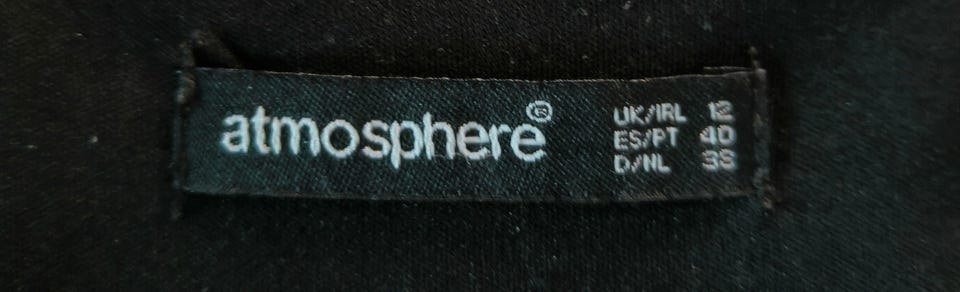 atmosphere®
UK/IRL 12
ES/PT 40
D/NL 38